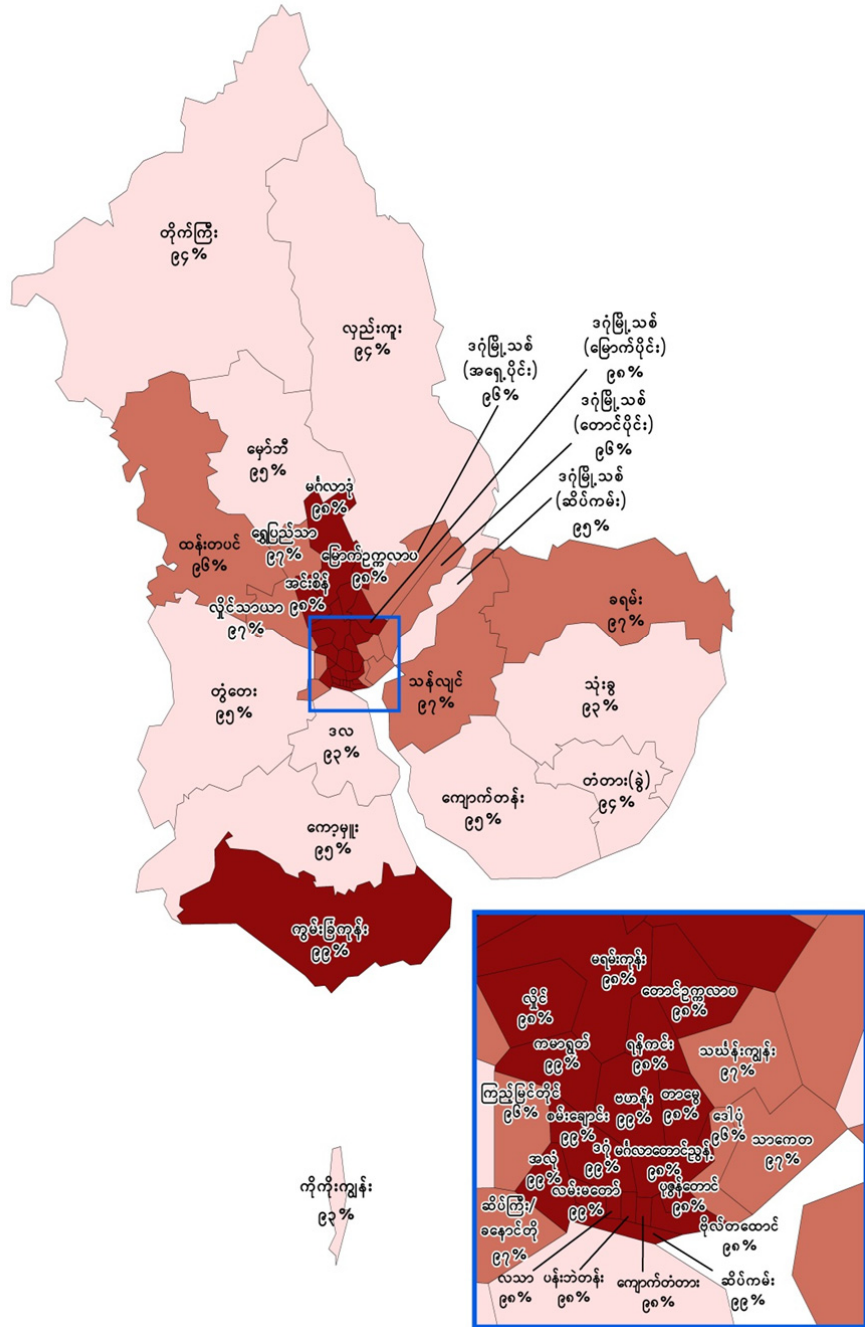 တိုက်ကြီး
၉၄%
လှည်းကူး
၉၄%
ဒဂုံမြို့သစ်
(မြောက်ပိုင်း)
၉၈%
ဒဂုံမြို့သစ်
(အရှေ့ပိုင်း)
၉၆%
ဒဂုံမြို့သစ်
(တောင်ပိုင်း)
၉၆%
ဒဂုံမြို့သစ်
(ဆိပ်ကမ်း)
၉၅%
မှော်ဘီ
၉၅%
မင်္ဂလာဒုံ
၉၈%
ရွှေပြည်သာ
၉၇%
မြောက်ဥက္ကလာပ
၉၈%
ထန်းတပင်
၉၆%
အင်းစိန်
၉၈%
လှိုင်သာယာ
၉၇%
ခရမ်း
၉၇%
သန်လျင်
၉၇%
သုံးခွ
၉၃%
တွံတေး
၉၅%
ဒလ
၉၃%
တံတား(ခွဲ)
၉၄%
ကျောက်တန်း
၉၅%
ကော့မှူး
၉၅%
ကွမ်းခြံကုန်း
၉၉%
ကိုကိုးကျွန်း
၉၃%
မရမ်းကုန်း
၉၈%
တောင်ဥက္ကလာပ
၉၈%
လှိုင်
၉၈%
ကမာရွတ်
၉၉%
ရန်ကင်း
၉၈%
သင်္ဃန်းကျွန်း
၉၇%
ကြည့်မြင်တိုင်
၉၆%
စမ်းချောင်း
၉၉%
ဗဟန်း
၉၉%
တာမွေ
၉၈%
ဒေါပုံ
၉၆%
သာကေတ
၉၇%
ဒဂုံ
၉၉%
မင်္ဂလာတောင်ညွန့်
၉၈%
အလုံ
၉၉%
လမ်းမတော်
၉၉%
ပုဇွန်တောင်
၉၈%
ဆိပ်ကြီး/
ခနောင်တို
၉၇%
ဗိုလ်တထောင်
၉၈%
လသာ
၉၈%
ပန်းဘဲတန်း
၉၈%
ကျောက်တံတား
၉၈%
ဆိပ်ကမ်း
၉၉%